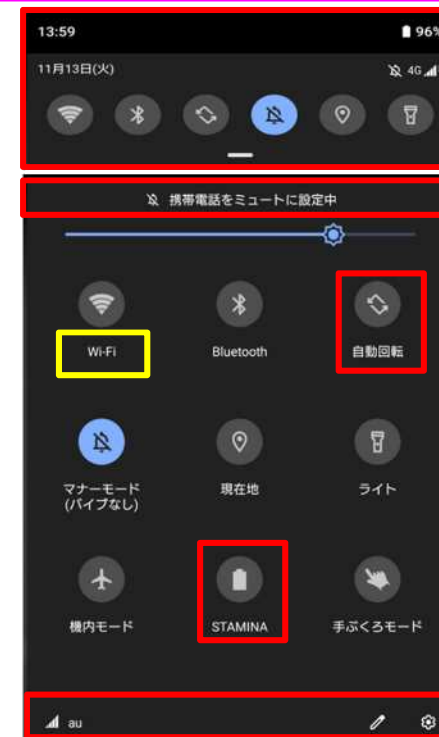 13:59 96%
11月13日(火) 4G
携帯電話をミュートに設定中
Wi-Fi Bluetooth 自動回転
マナーモード 現在地 ライト
(バイブなし)
機内モード STAMINA 手ぶくろモード
au